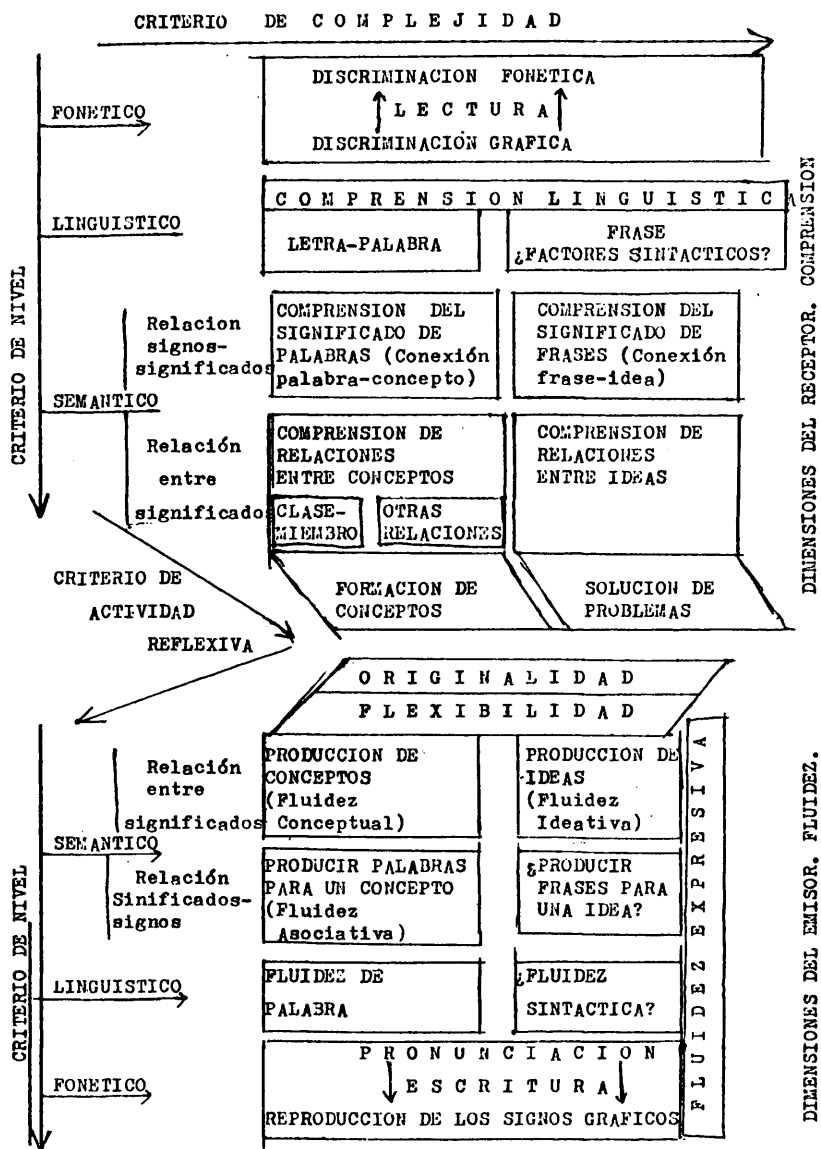 CRITERIO DE COMPLEJIDAD
DISCRIMINACION FONETICA
FONETICO
LECTURA
DISCRIMINACIÓN GRAFICA
COMPRENSION LINGUISTICA
LINGUISTICO
LETRA-PALABRA
FRASE
¿FACTORES SINTACTICOS?
CRITERIO DE NIVEL
Relacion
signos-
significados
COMPRENSION DEL
SIGNIFICADO DE
PALABRAS (Conexión
palabra-concepto)
COMPRENSION DEL
SIGNIFICADO DE
FRASES (Conexión
frase-idea)
SEMANTICO
Relación
entre
significados
COMPRENSION DE
RELACIONES
ENTRE CONCEPTOS
CLASE-
MIEMBRO
OTRAS
RELACIONES
COMPRENSION DE
RELACIONES
ENTRE IDEAS
DIMENSIONES DEL RECEPTOR. COMPRENSION
CRITERIO DE
ACTIVIDAD
REFLEXIVA
FORMACION DE
CONCEPTOS
SOLUCION DE
PROBLEMAS
ORIGINALIDAD
FLEXIBILIDAD
CRITERIO DE NIVEL
Relación
entre
significados
PRODUCCION DE
CONCEPTOS
(Fluidez
Conceptual)
PRODUCCION DE
IDEAS
(Fluidez
Ideativa)
SEMANTICO
Relación
Sinificados-
signos
PRODUCIR PALABRAS
PARA UN CONCEPTO
(Fluidez
Asociativa)
¿PRODUCIR
FRASES PARA
UNA IDEA?
LINGUISTICO
FLUIDEZ DE
PALABRA
¿FLUIDEZ
SINTACTICA?
FONETICO
PRONUNCIACION
ESCRITURA
REPRODUCCION DE LOS SIGNOS GRAFICOS
FLUIDEZ EXPRESIVA
DIMENSIONES DEL EMISOR. FLUIDEZ.